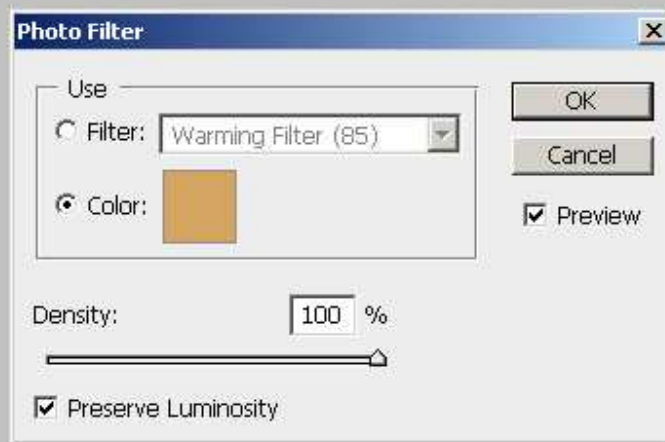 Photo Filter
Use
Filter: Warming Filter (85)
OK
Cancel
Color:
Preview
Density: 100 %
Preserve Luminosity